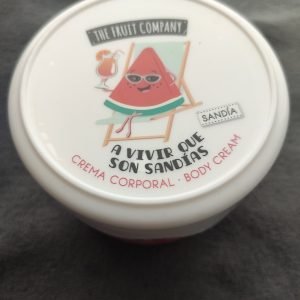 THE FRUIT COMPANY
SANDÍA
A VIVIR QUE
SON SANDÍAS
CREMA CORPORAL · BODY CREAM